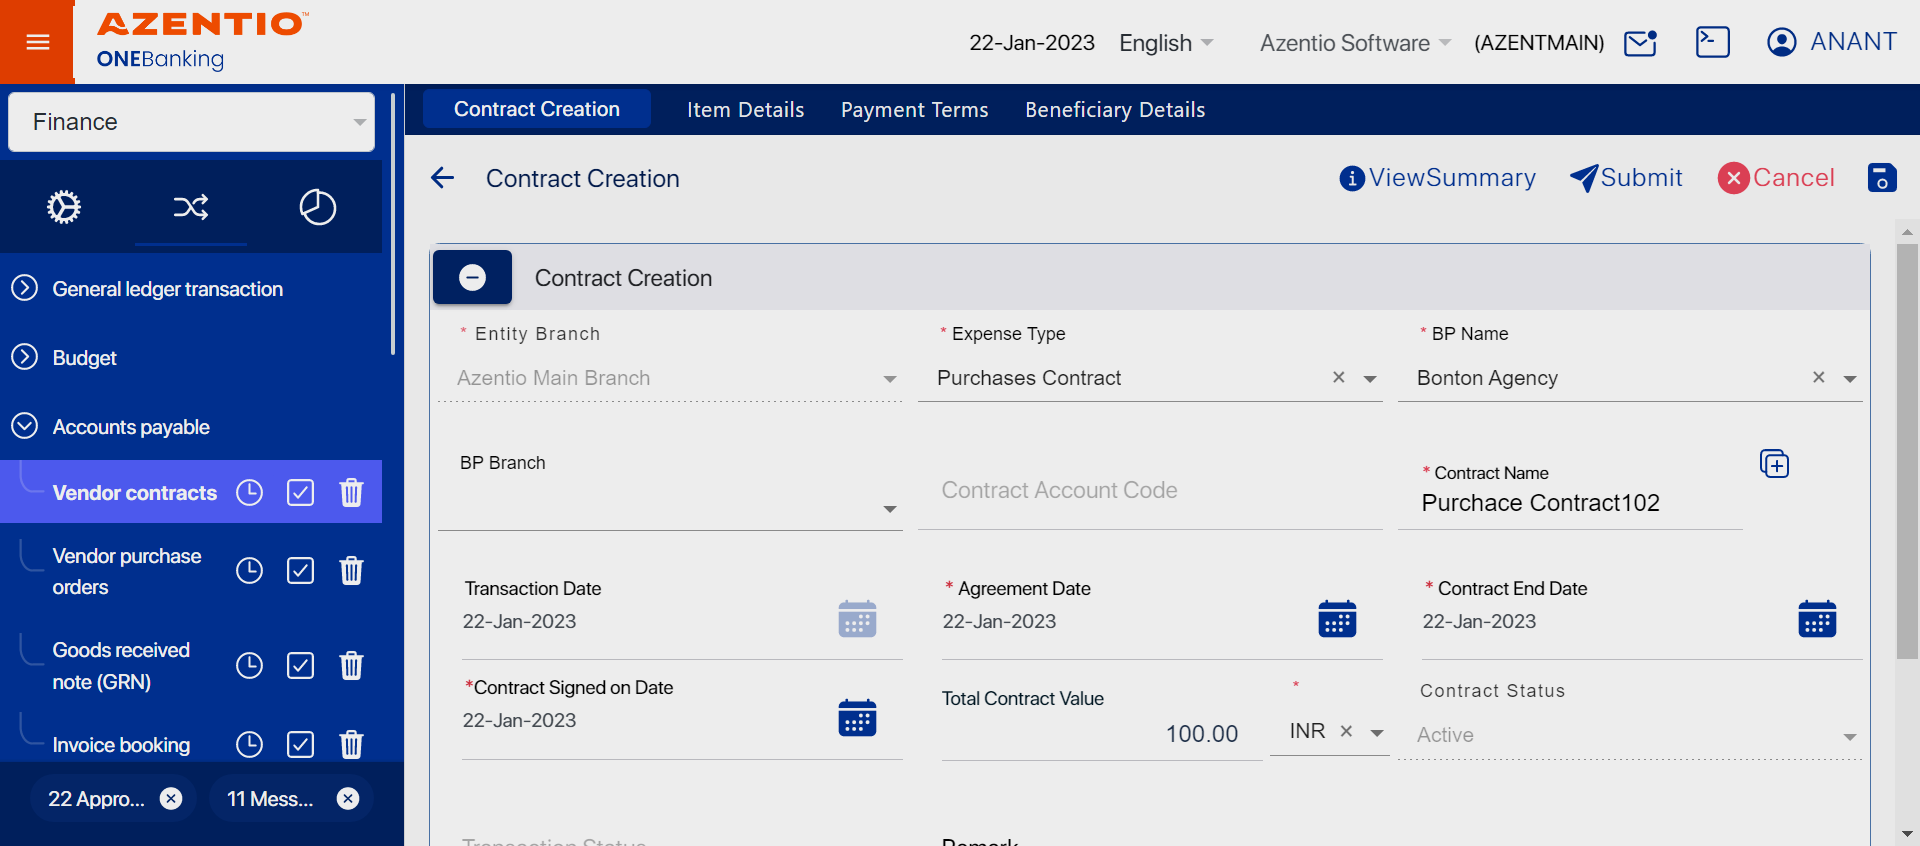 AZENTIO™
ONEBanking
22-Jan-2023 English Azentio Software (AZENTMAIN) ANANT
Finance
General ledger transaction
Budget
Accounts payable
Vendor contracts
Vendor purchase
orders
Goods received
note (GRN)
Invoice booking
22 Appro...
11 Mess...
Contract Creation Item Details Payment Terms Beneficiary Details
Contract Creation
ViewSummary Submit Cancel
Contract Creation
* Entity Branch
Azentio Main Branch
* Expense Type
Purchases Contract
* BP Name
Bonton Agency
BP Branch
Contract Account Code
* Contract Name
Purchace Contract102
Transaction Date
22-Jan-2023
* Agreement Date
22-Jan-2023
* Contract End Date
22-Jan-2023
*Contract Signed on Date
22-Jan-2023
Total Contract Value
100.00
*
INR
Contract Status
Active
Transaction Status
Remark